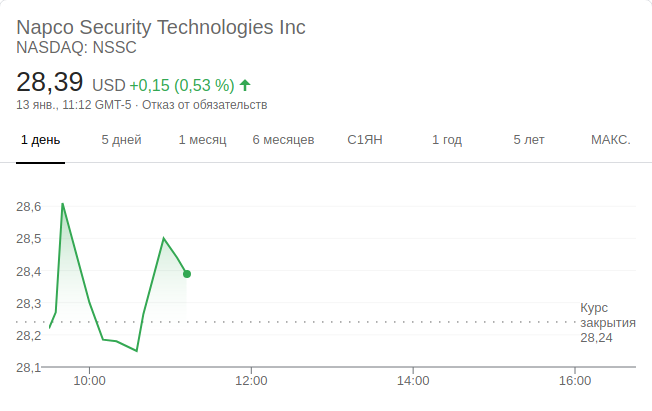 Napco Security Technologies Inc
NASDAQ: NSSC
28,39 USD +0,15 (0,53 %) ↑
13 янв., 11:12 GMT-5 · Отказ от обязательств
1 день 5 дней 1 месяц 6 месяцев С1ЯН 1 год 5 лет МАКС.
28,6
28,5
28,4
28,3
28,2
28,1
Курс
закрытия
28,24
10:00 12:00 14:00 16:00